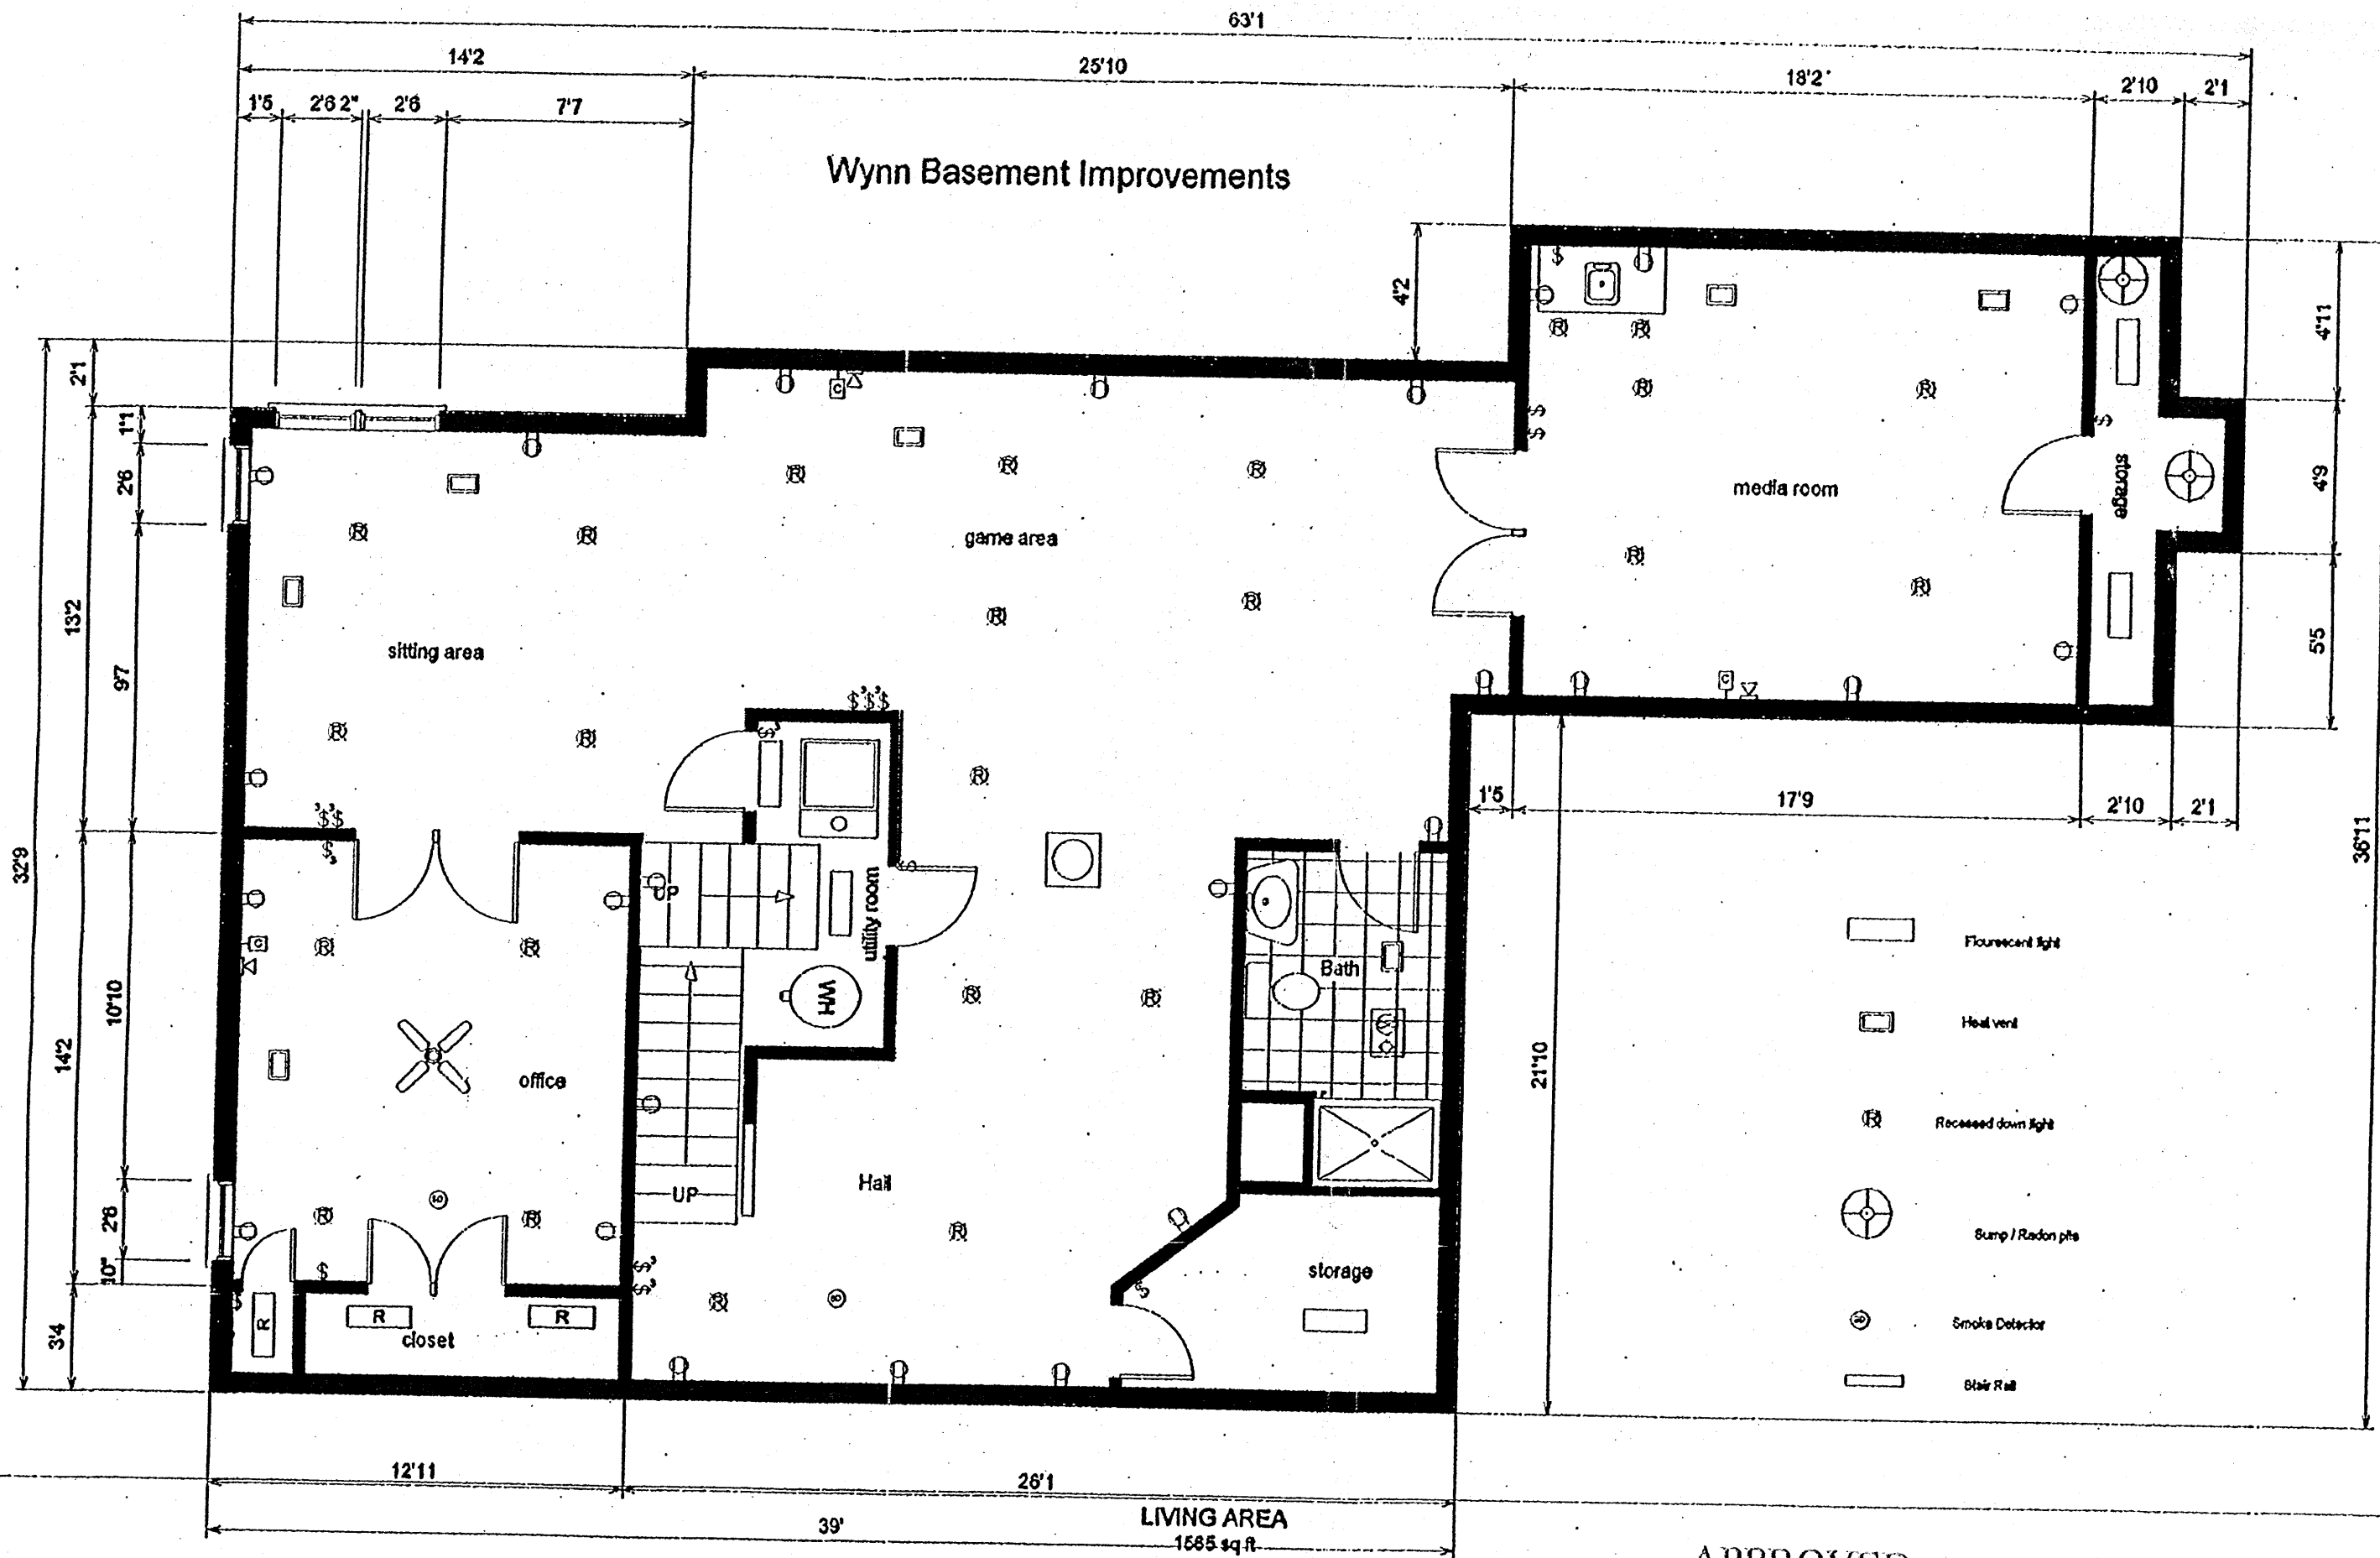 63'1
14'2 25'10 18'2 2'10 2'1
1'5 2'6 2" 2'6 7'7
Wynn Basement Improvements
4'2
4'11
2'1
1'1
2'6
4'9
media room
storage
game area
13'2
9'7
sitting area
5'5
$ $ $
1'5 17'9 2'10 2'1
32'9
36'11
UP
utility room
Flourescent light
Bath
WH
10'10
14'2
Heat vent
office
21'10
R Recessed down light
UP
Hall
2'6
Sump / Radon pits
10"
storage
R
R
R
closet
3'4
Smoke Detector
Stair Rail
12'11
26'1
LIVING AREA
39'
1565 sq ft
APPROVED